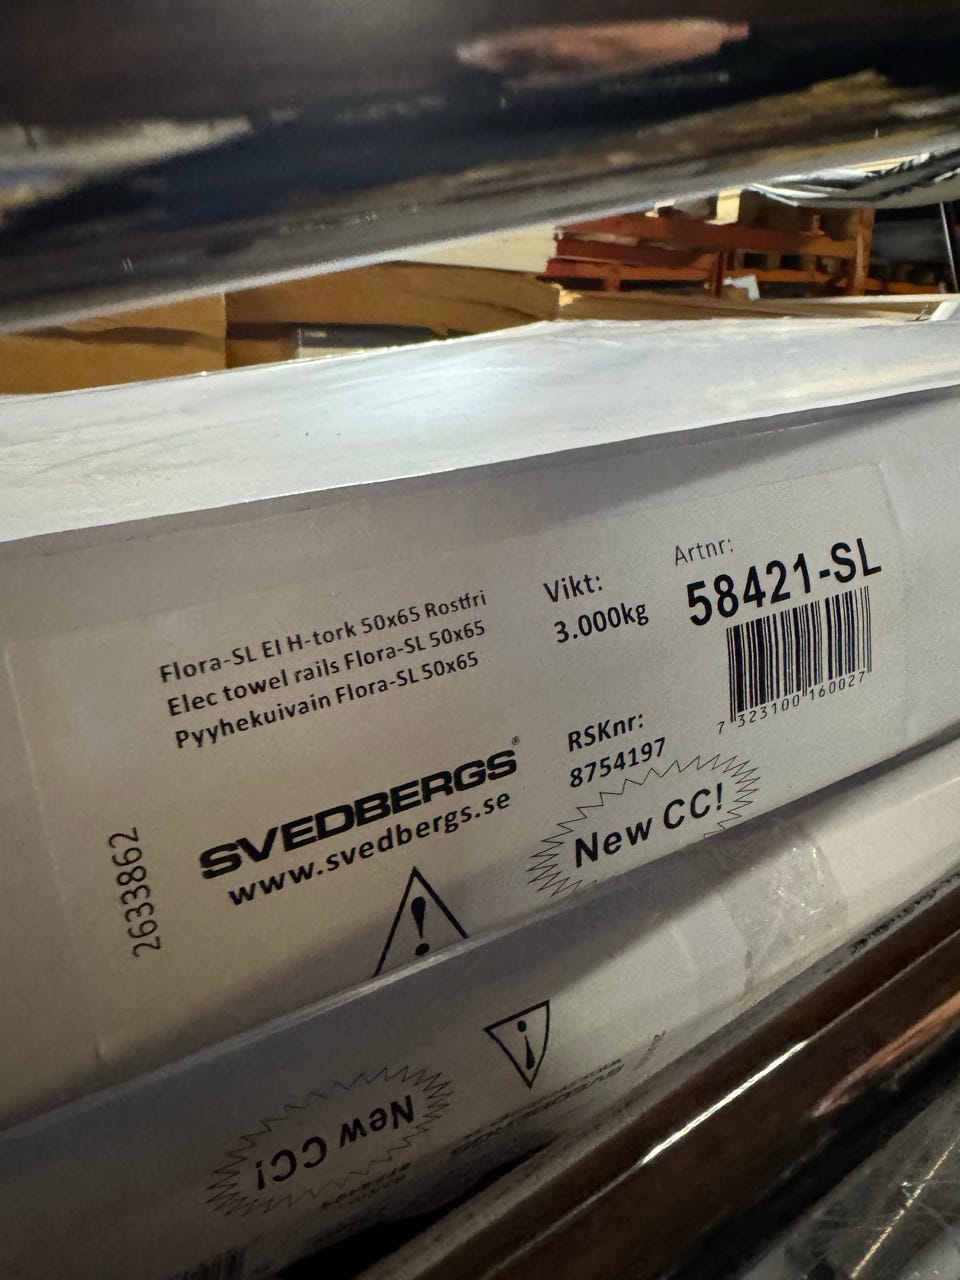 Flora-SL El H-tork 50x65 Rostfri
Elec towel rails Flora-SL 50x65
Pyyhekuivain Flora-SL 50x65
Vikt:
3.000kg
Artnr:
58421-SL
7 323100 160027
RSKnr:
8754197
SVEDBERGS®
www.svedbergs.se
New CC!
2633862
!
!
New CC!
SVEDBERGS